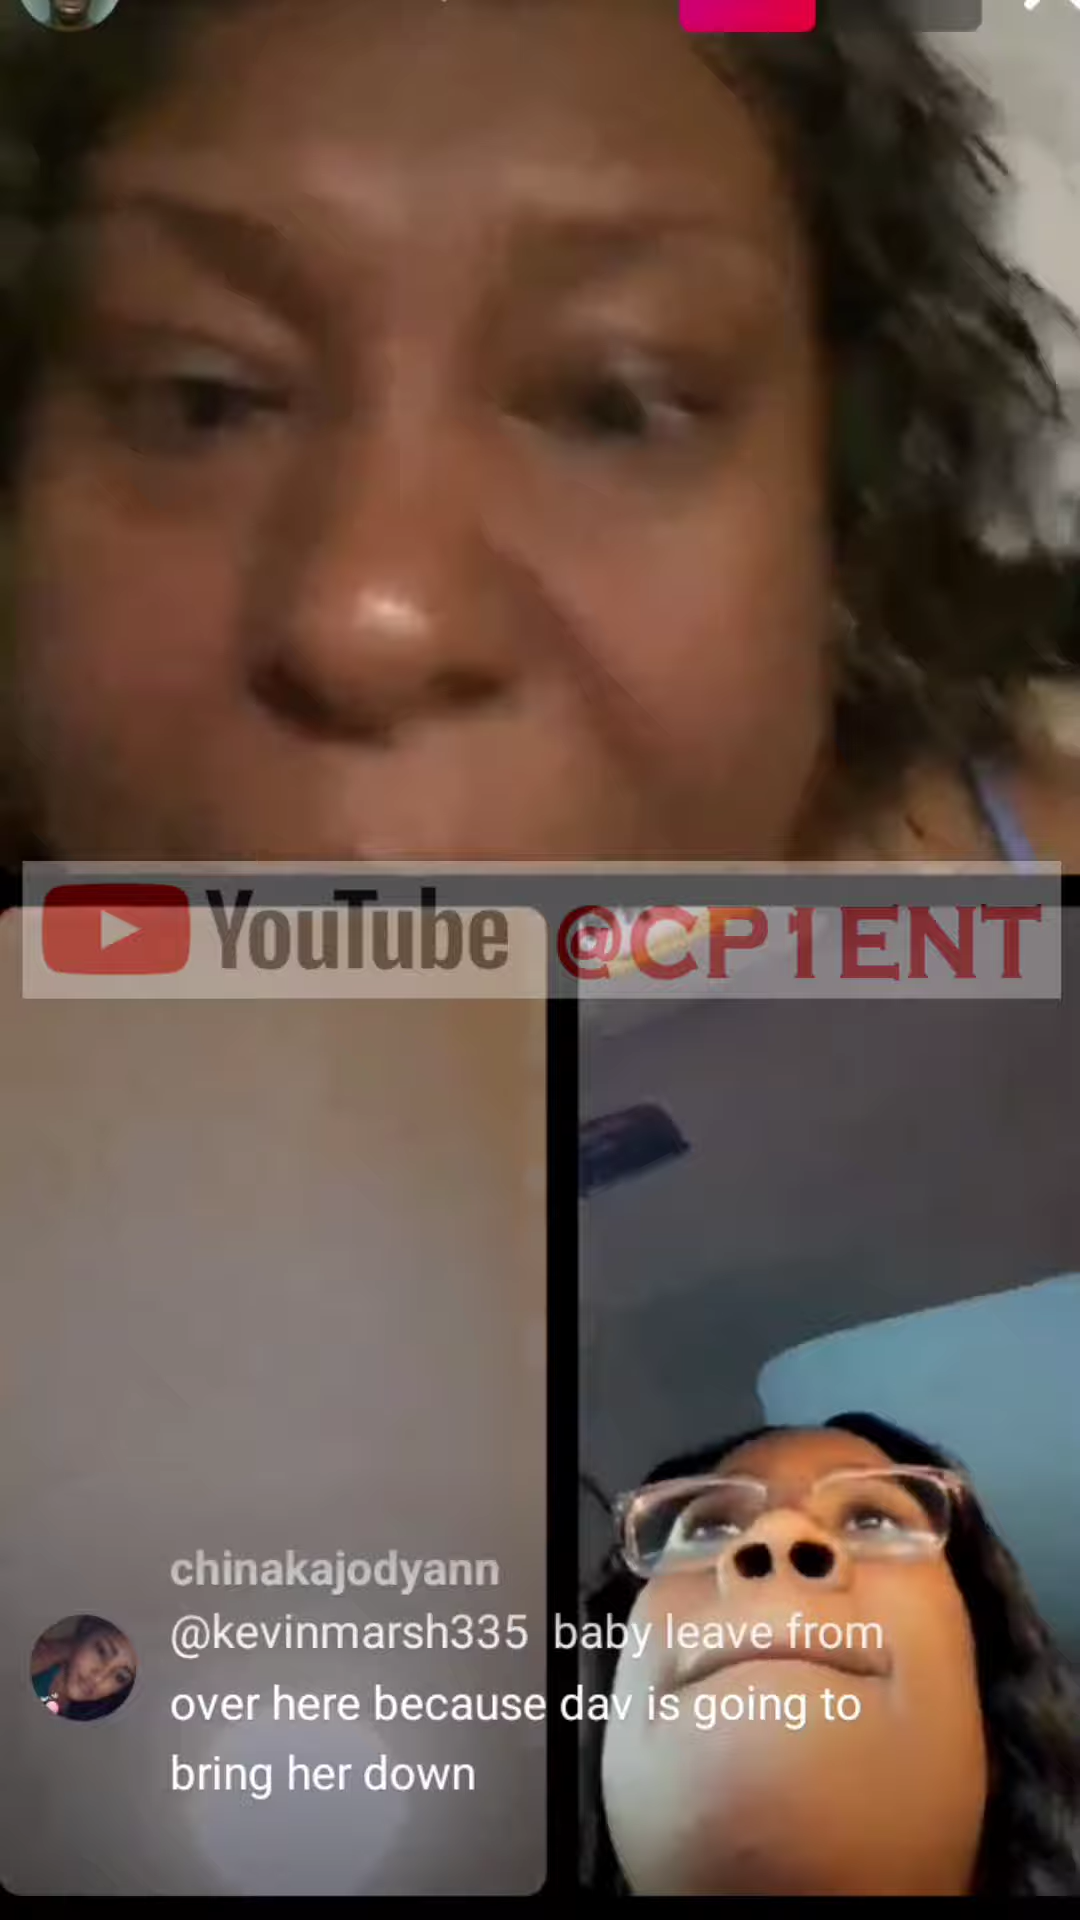 YouTube @CP1ENT
chinakajodyann
@kevinmarsh335 baby leave from
over here because dav is going to
bring her down